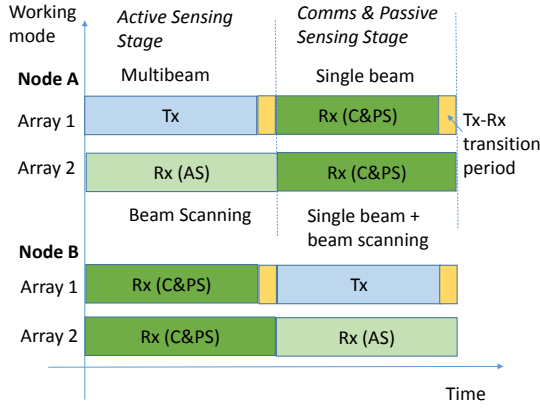 Working
mode
Active Sensing
Stage
Comms & Passive
Sensing Stage
Node A
Multibeam
Single beam
Array 1
Tx
Rx (C&PS)
Tx-Rx
transition
period
Array 2
Rx (AS)
Rx (C&PS)
Beam Scanning
Single beam +
beam scanning
Node B
Array 1
Rx (C&PS)
Tx
Array 2
Rx (C&PS)
Rx (AS)
Time